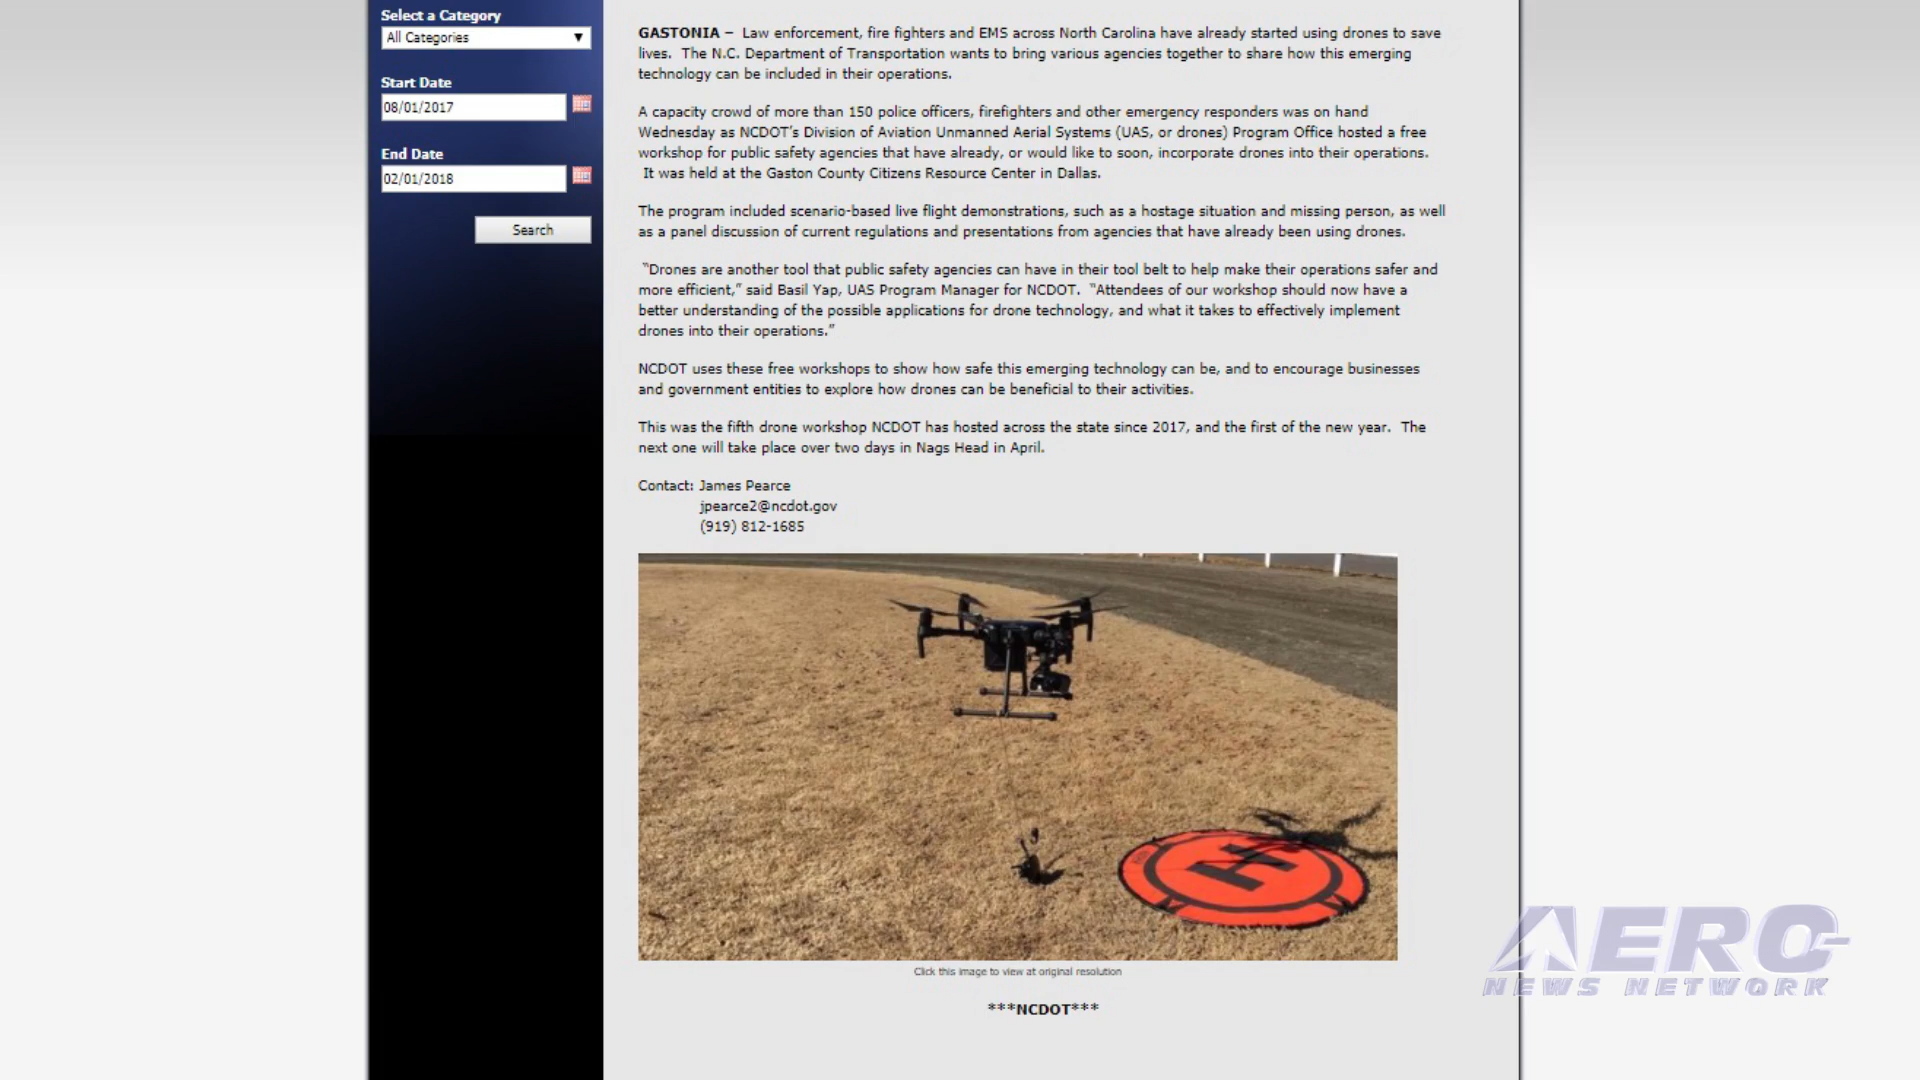 Select a Category
All Categories
Start Date
08/01/2017
End Date
02/01/2018
Search
GASTONIA – Law enforcement, fire fighters and EMS across North Carolina have already started using drones to save
lives. The N.C. Department of Transportation wants to bring various agencies together to share how this emerging
technology can be included in their operations.
A capacity crowd of more than 150 police officers, firefighters and other emergency responders was on hand
Wednesday as NCDOT's Division of Aviation Unmanned Aerial Systems (UAS, or drones) Program Office hosted a free
workshop for public safety agencies that have already, or would like to soon, incorporate drones into their operations.
It was held at the Gaston County Citizens Resource Center in Dallas.
The program included scenario-based live flight demonstrations, such as a hostage situation and missing person, as well
as a panel discussion of current regulations and presentations from agencies that have already been using drones.
“Drones are another tool that public safety agencies can have in their tool belt to help make their operations safer and
more efficient,” said Basil Yap, UAS Program Manager for NCDOT. “Attendees of our workshop should now have a
better understanding of the possible applications for drone technology, and what it takes to effectively implement
drones into their operations.”
NCDOT uses these free workshops to show how safe this emerging technology can be, and to encourage businesses
and government entities to explore how drones can be beneficial to their activities.
This was the fifth drone workshop NCDOT has hosted across the state since 2017, and the first of the new year. The
next one will take place over two days in Nags Head in April.
Contact: James Pearce
jpearce2@ncdot.gov
(919) 812-1685
H
Click this image to view at original resolution
***NCDOT***
AERO-
NEWS NETWORK